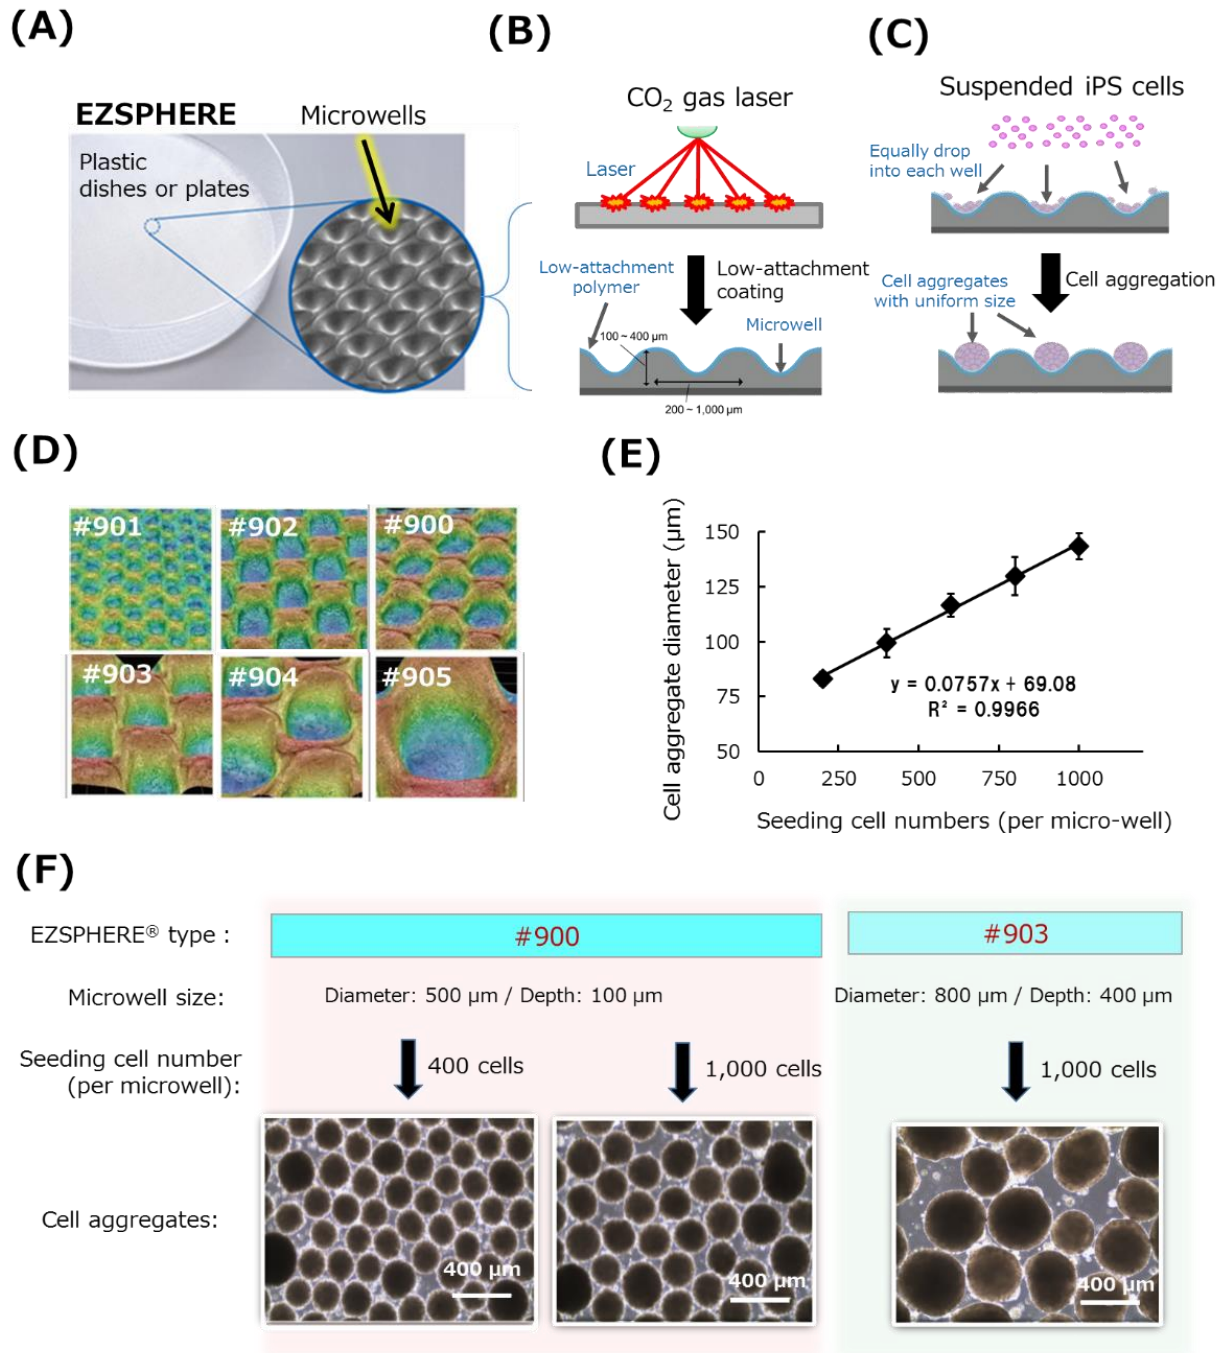 (A)
EZSPHERE
Microwells
Plastic
dishes or plates
(B)
CO₂ gas laser
Laser
Low-attachment
polymer
Low-attachment
coating
Microwell
100 ~ 400 μm
200 ~ 1,000 μm
(C)
Suspended iPS cells
Equally drop
into each well
Cell aggregates
with uniform size
Cell aggregation
(D)
#901
#902
#900
#903
#904
#905
(E)
Cell aggregate diameter (μm)
150
125
100
75
50
y = 0.0757x + 69.08
R² = 0.9966
0
250
500
750
1000
Seeding cell numbers (per micro-well)
(F)
EZSPHERE® type :
#900
#903
Microwell size:
Diameter: 500 μm / Depth: 100 μm
Diameter: 800 μm / Depth: 400 μm
Seeding cell number
(per microwell):
400 cells
1,000 cells
1,000 cells
Cell aggregates:
400 μm
400 μm
400 μm